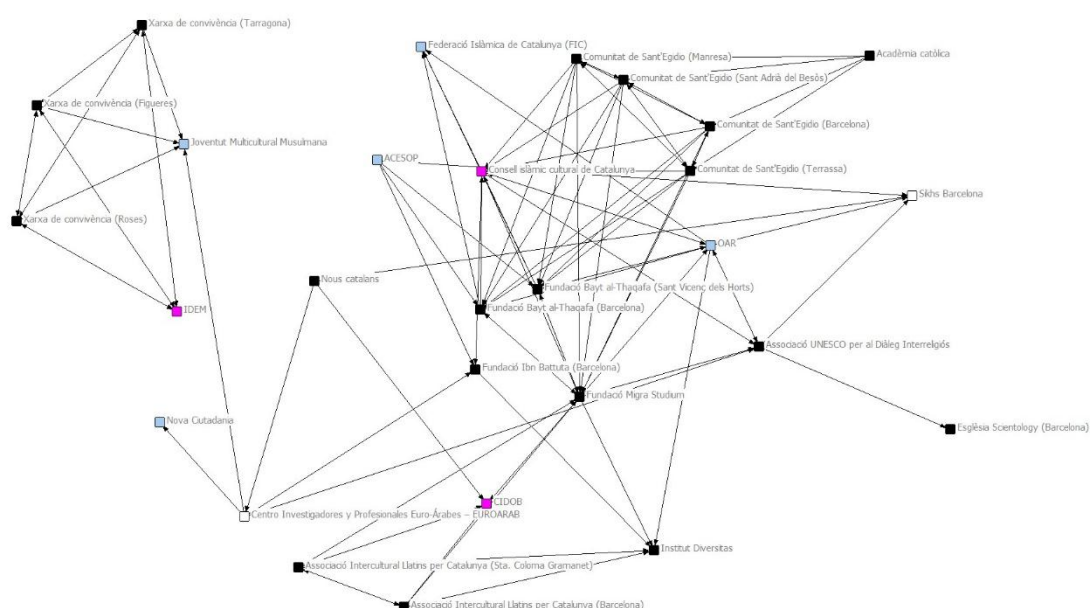 Xarxa de convivència (Tarragona)
Federació Islàmica de Catalunya (FIC)
Comunitat de Sant'Egidio (Manresa)
Acadèmia catòlica
Comunitat de Sant'Egidio (Sant Adrià del Besòs)
Xarxa de convivència (Figueres)
Comunitat de Sant'Egidio (Barcelona)
Joventut Multicultural Musulmana
ACESOP
Consell islàmic cultural de Catalunya
Comunitat de Sant'Egidio (Terrassa)
Sikhs Barcelona
Xarxa de convivència (Roses)
OAR
Nous catalans
Fundació Bayt al-Thaqafa (Sant Vicenç dels Horts)
IDEM
Fundació Bayt al-Thaqafa (Barcelona)
Associació UNESCO per al Diàleg Interreligiós
Fundació Ibn Battuta (Barcelona)
Fundació Migra Studium
Nova Ciutadania
Església Scientology (Barcelona)
CIDOB
Centro Investigadores y Profesionales Euro-Árabes – EUROARAB
Institut Diversitas
Associació Intercultural Llatins per Catalunya (Sta. Coloma Gramanet)
Associació Intercultural Llatins per Catalunya (Barcelona)